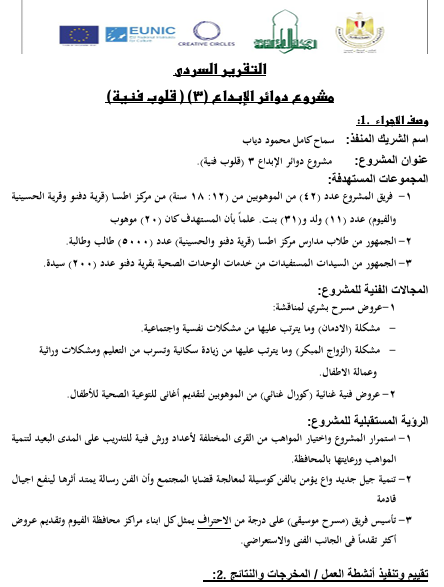 EUNIC
CREATIVE CIRCLES
التقرير السردى
مشروع دوائر الإبداع (٣) ( قلوب فنية)
وصف الاجراء .1:
اسم الشريك المنفذ: سماح كامل محمود دياب
عنوان المشروع: مشروع دوائر الإبداع ٣ (قلوب فنية).
المجموعات المستهدفة:
١- فريق المشروع عدد (٤٢) من الموهوبين من (١٢: ١٨ سنة) من مركز اطسا (قرية دفنو وقرية الحسينية
والفيوم) عدد (١١) ولد و(٣١) بنت. علماً بأن المستهدف كان (٢٠) موهوب
٢- الجمهور من طلاب مدارس مركز اطسا (قرية دفنو والحسينية) عدد (٥٠٠٠) طالب وطالبة.
٣- الجمهور من السيدات المستفيدات من خدمات الوحدات الصحية بقرية دفنو عدد (٢٠٠) سيدة.
المجالات الفنية للمشروع:
١-عروض مسرح بشري لمناقشة:
- مشكلة (الادمان) وما يترتب عليها من مشكلات نفسية واجتماعية.
- مشكلة (الزواج المبكر) وما يترتب عليها من زيادة سكانية وتسرب من التعليم ومشكلات وراثية
وعمالة الاطفال.
٢- عروض فنية غنائية (كورال غنائي) من الموهوبين لتقديم أغانى للتوعية الصحية للأطفال.
الرؤية المستقبلية للمشروع:
١- استمرار المشروع واختيار المواهب من القرى المختلفة لأعداد ورش فنية للتدريب على المدى البعيد لتنمية
المواهب ورعايتها بالمحافظة.
٢- تنمية جيل جديد واع يؤمن بالفن كوسيلة لمعالجة قضايا المجتمع وأن الفن رسالة يمتد أثرها لينفع اجيال
قادمة
٣- تأسيس فريق (مسرح موسيقى) على درجة من الاحتراف يمثل كل ابناء مراكز محافظة الفيوم وتقديم عروض
أكثر تقدماً فى الجانب الفنى والاستعراضي.
تقييم وتنفيذ أنشطة العمل / المخرجات والنتائج .2: